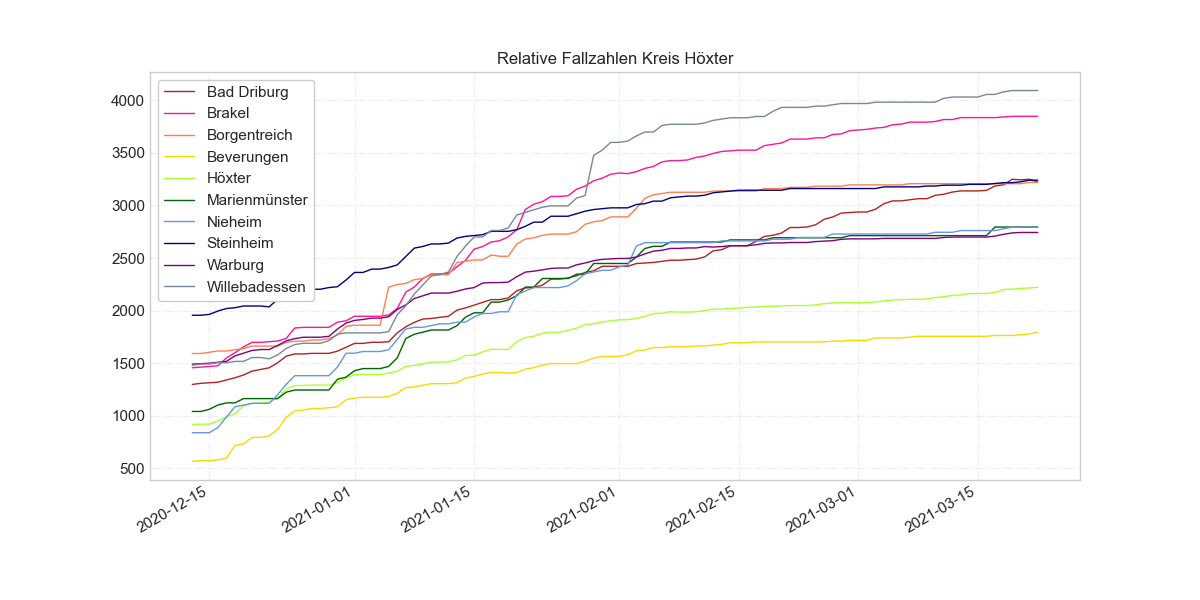 Relative Fallzahlen Kreis Höxter
Bad Driburg
Brakel
Borgentreich
Beverungen
Höxter
Marienmünster
Nieheim
Steinheim
Warburg
Willebadessen
4000
3500
3000
2500
2000
1500
1000
500
2020-12-15
2021-01-01
2021-01-15
2021-02-01
2021-02-15
2021-03-01
2021-03-15